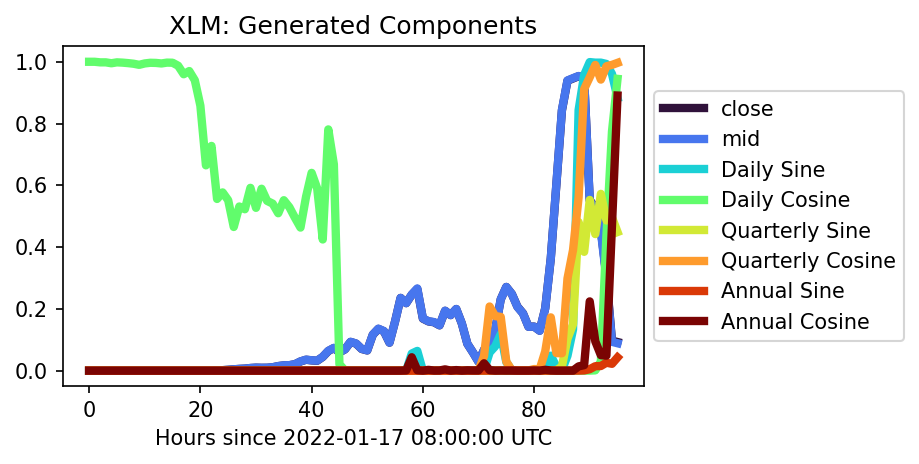 XLM: Generated Components
1.0
0.8
0.6
0.4
0.2
0.0
0 20 40 60 80
Hours since 2022-01-17 08:00:00 UTC
close
mid
Daily Sine
Daily Cosine
Quarterly Sine
Quarterly Cosine
Annual Sine
Annual Cosine